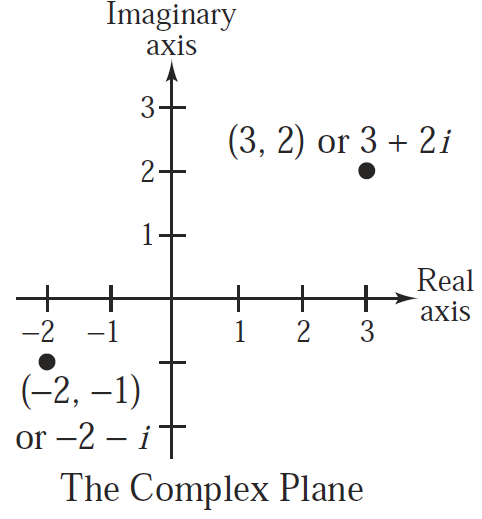 Imaginary
axis
3
(3, 2) or 3 + 2i
2
1
Real
axis
−2 −1 1 2 3
(−2, −1)
or −2 − i
The Complex Plane